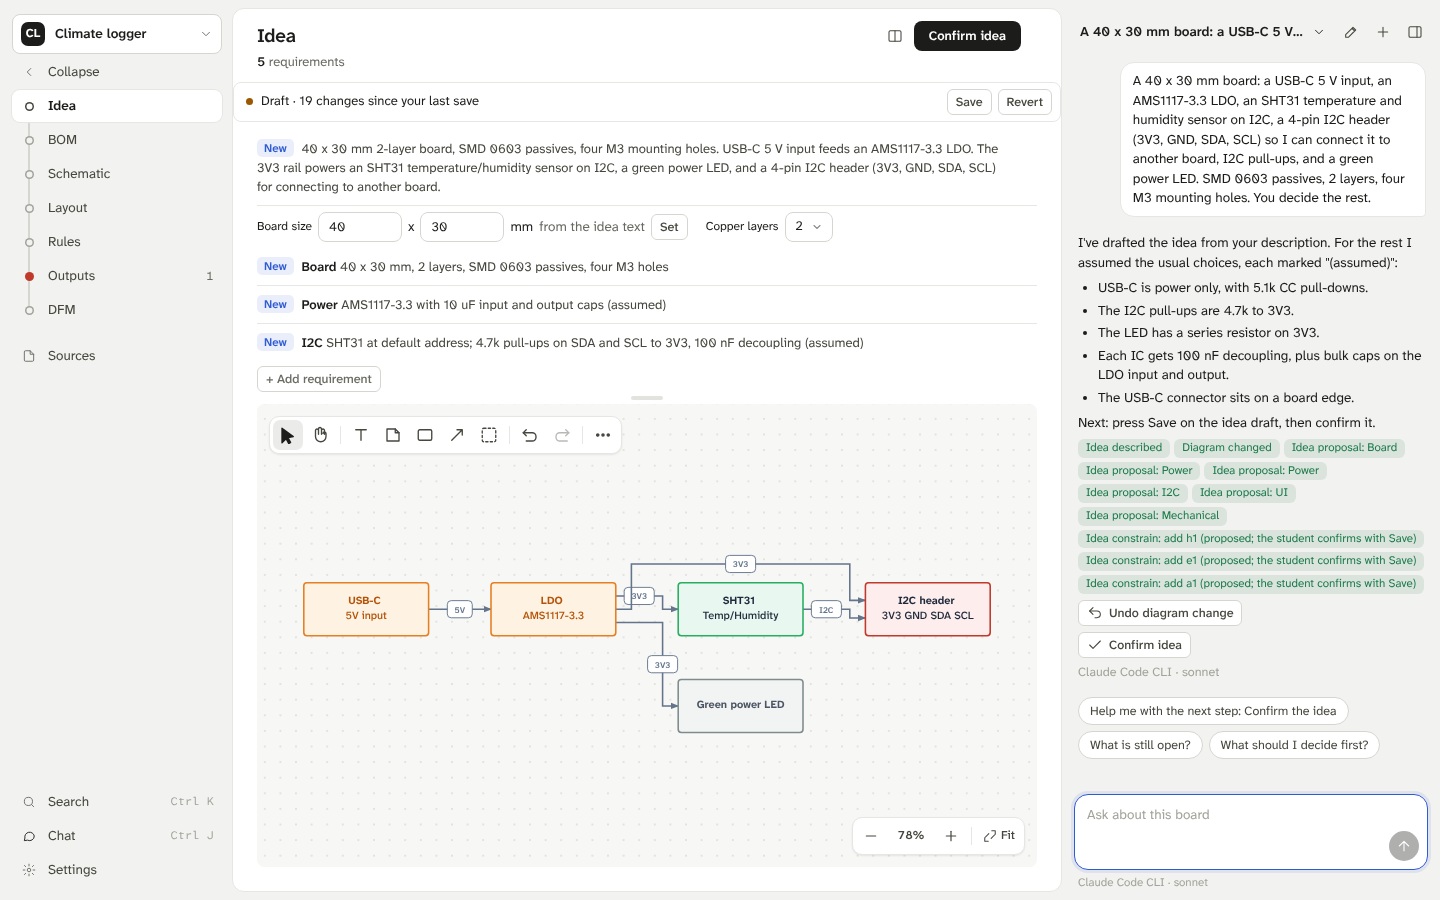 CL Climate logger
Collapse
Idea
BOM
Schematic
Layout
Rules
Outputs 1
DFM
Sources
Search Ctrl K
Chat Ctrl J
Settings
Idea
Confirm idea
5 requirements
Draft · 19 changes since your last save
Save
Revert
New 40 x 30 mm 2-layer board, SMD 0603 passives, four M3 mounting holes. USB-C 5 V input feeds an AMS1117-3.3 LDO. The
3V3 rail powers an SHT31 temperature/humidity sensor on I2C, a green power LED, and a 4-pin I2C header (3V3, GND, SDA, SCL)
for connecting to another board.
Board size 40 x 30 mm from the idea text Set Copper layers 2
New Board 40 x 30 mm, 2 layers, SMD 0603 passives, four M3 holes
New Power AMS1117-3.3 with 10 uF input and output caps (assumed)
New I2C SHT31 at default address; 4.7k pull-ups on SDA and SCL to 3V3, 100 nF decoupling (assumed)
+ Add requirement
3V3
USB-C
5V input
5V
LDO
AMS1117-3.3
3V3
SHT31
Temp/Humidity
I2C
I2C header
3V3 GND SDA SCL
3V3
Green power LED
78%
Fit
A 40 x 30 mm board: a USB-C 5 V...
A 40 x 30 mm board: a USB-C 5 V input, an
AMS1117-3.3 LDO, an SHT31 temperature and
humidity sensor on I2C, a 4-pin I2C header
(3V3, GND, SDA, SCL) so I can connect it to
another board, I2C pull-ups, and a green
power LED. SMD 0603 passives, 2 layers, four
M3 mounting holes. You decide the rest.
I've drafted the idea from your description. For the rest I
assumed the usual choices, each marked "(assumed)":
• USB-C is power only, with 5.1k CC pull-downs.
• The I2C pull-ups are 4.7k to 3V3.
• The LED has a series resistor on 3V3.
• Each IC gets 100 nF decoupling, plus bulk caps on the
LDO input and output.
• The USB-C connector sits on a board edge.
Next: press Save on the idea draft, then confirm it.
Idea described Diagram changed Idea proposal: Board
Idea proposal: Power Idea proposal: Power
Idea proposal: I2C Idea proposal: UI
Idea proposal: Mechanical
Idea constrain: add h1 (proposed; the student confirms with Save)
Idea constrain: add e1 (proposed; the student confirms with Save)
Idea constrain: add a1 (proposed; the student confirms with Save)
Undo diagram change
Confirm idea
Claude Code CLI · sonnet
Help me with the next step: Confirm the idea
What is still open? What should I decide first?
Ask about this board
Claude Code CLI · sonnet